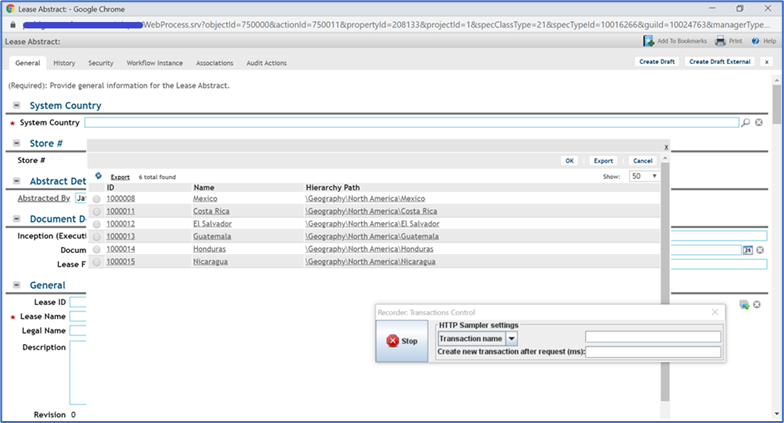 Lease Abstract: - Google Chrome
WebProcess.srv?objectId=750000&actionId=750011&propertyId=208133&projectId=1&specClassType=21&specTypeId=10016266&guiId=10024763&managerType...
Lease Abstract: Add To Bookmarks Print Help
General History Security Workflow Instance Associations Audit Actions Create Draft Create Draft External x
(Required): Provide general information for the Lease Abstract.
System Country
* System Country
Store #
Store #
Abstract Det
Abstracted By Ja
Document D
Inception (Executi
Docum
24
Lease F
General
Lease ID
* Lease Name
Legal Name
Description
Revision 0
x
OK Export Cancel
Export 6 total found Show: 50
ID Name Hierarchy Path
1000008 Mexico \Geography\North America\Mexico
1000011 Costa Rica \Geography\North America\Costa Rica
1000012 El Salvador \Geography\North America\El Salvador
1000013 Guatemala \Geography\North America\Guatemala
1000014 Honduras \Geography\North America\Honduras
1000015 Nicaragua \Geography\North America\Nicaragua
Recorder: Transactions Control
HTTP Sampler settings
Stop
Transaction name
Create new transaction after request (ms):